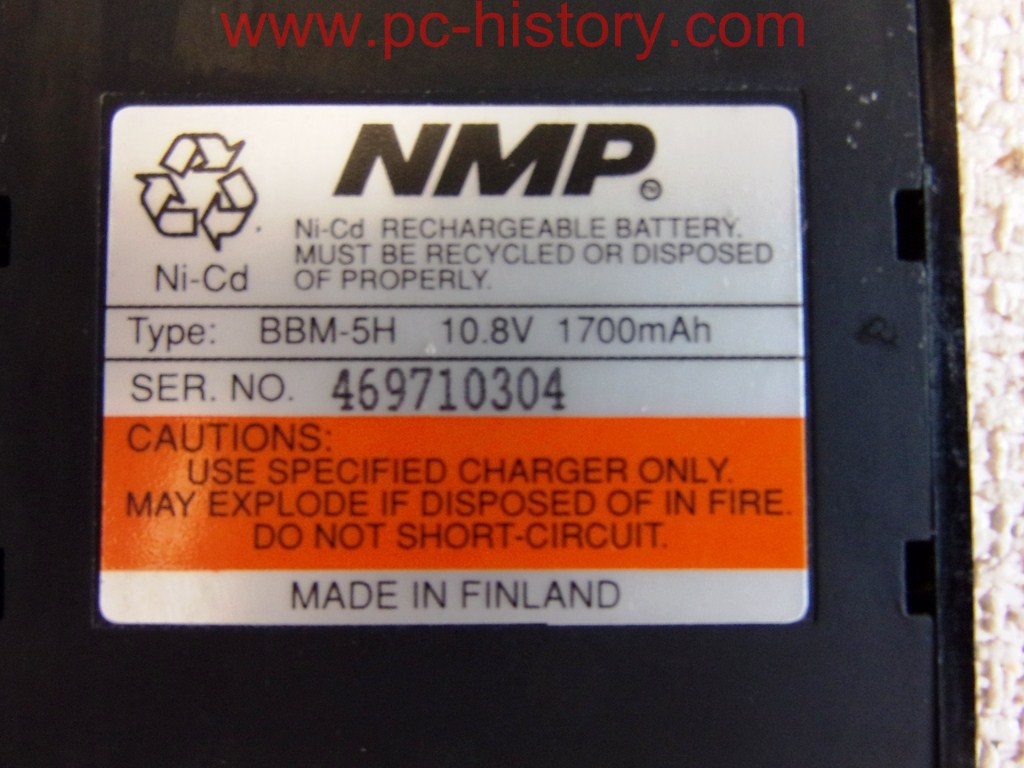 www.pc-history.com
NMP
Ni-Cd RECHARGEABLE BATTERY.
MUST BE RECYCLED OR DISPOSED
OF PROPERLY.
Ni-Cd
Type: BBM-5H 10.8V 1700mAh
SER. NO. 469710304
CAUTIONS:
USE SPECIFIED CHARGER ONLY.
MAY EXPLODE IF DISPOSED OF IN FIRE.
DO NOT SHORT-CIRCUIT.
MADE IN FINLAND